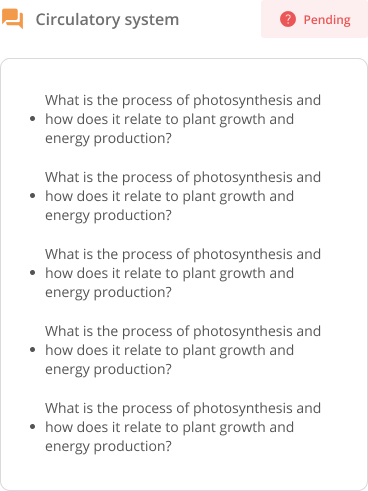 Circulatory system
Pending
What is the process of photosynthesis and
how does it relate to plant growth and
energy production?
What is the process of photosynthesis and
how does it relate to plant growth and
energy production?
What is the process of photosynthesis and
how does it relate to plant growth and
energy production?
What is the process of photosynthesis and
how does it relate to plant growth and
energy production?
What is the process of photosynthesis and
how does it relate to plant growth and
energy production?